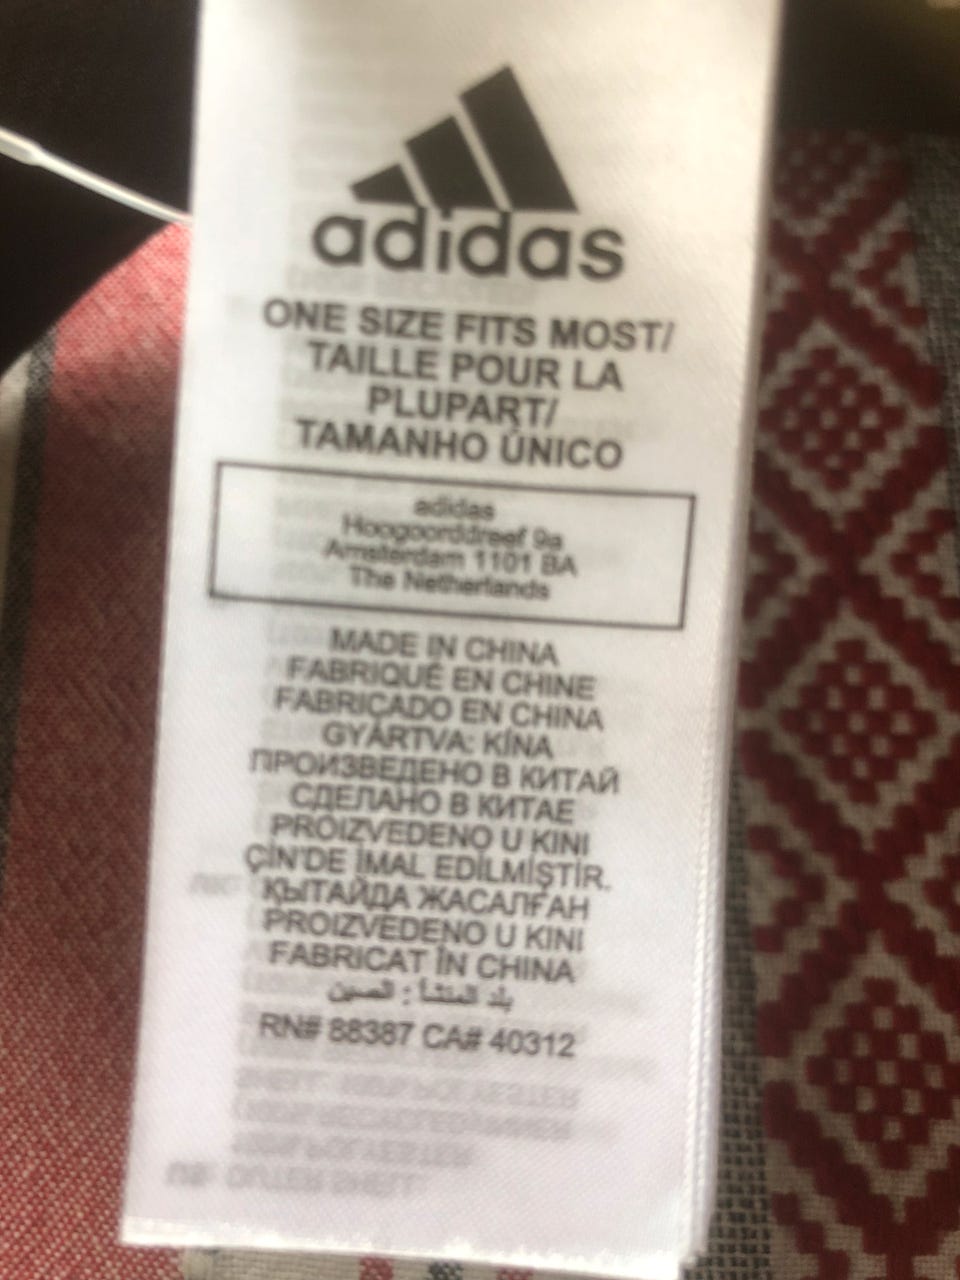 adidas
ONE SIZE FITS MOST/
TAILLE POUR LA
PLUPART/
TAMANHO ÚNICO
adidas
Hoogoorddreef 9a
Amsterdam 1101 BA
The Netherlands
MADE IN CHINA
FABRIQUÉ EN CHINE
FABRICADO EN CHINA
GYÁRTVA: KÍNA
ПРОИЗВЕДЕНО В КИТАЙ
СДЕЛАНО В КИТАЕ
PROIZVEDENO U KINI
ÇİN'DE İMAL EDİLMİŞTİR.
ҚЫТАЙДА ЖАСАЛҒАН
PROIZVEDENO U KINI
FABRICAT ÎN CHINA
بلد المنشأ : الصين
RN# 88387 CA# 40312